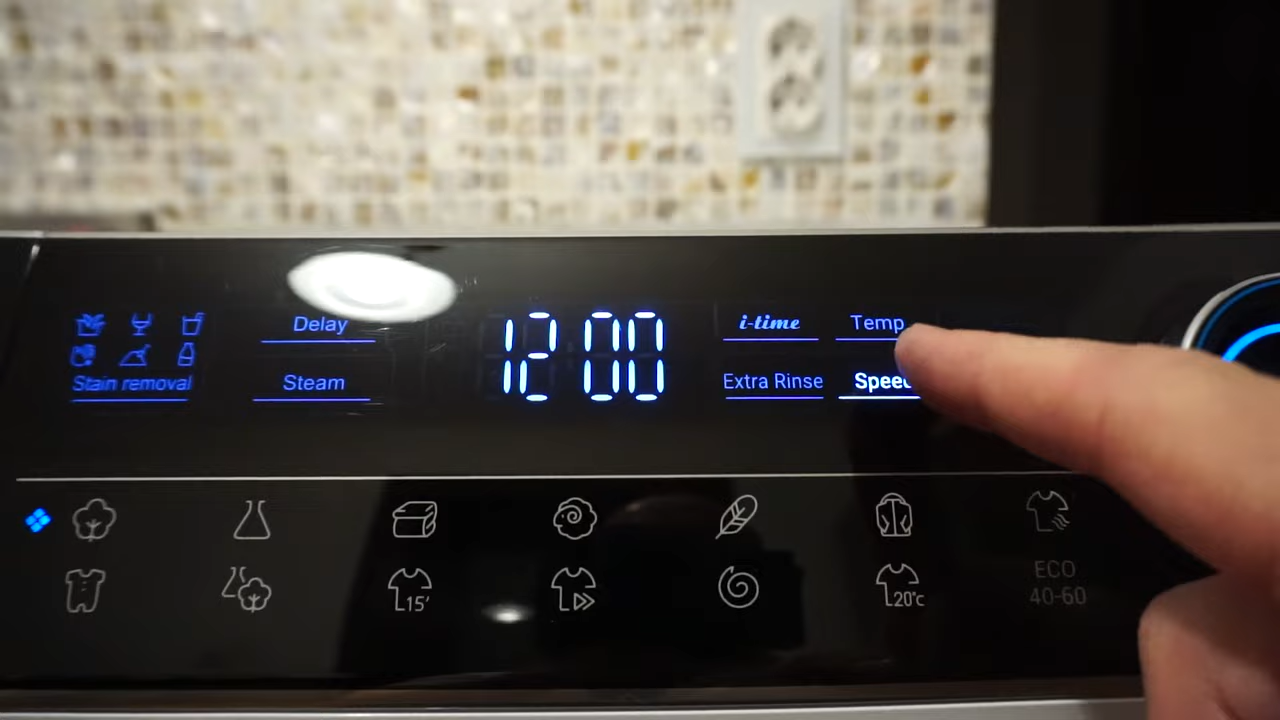 Delay
12:00
i-time
Temp.
Stain removal
Steam
Extra Rinse
Speed
15'
20°c
ECO
40-60